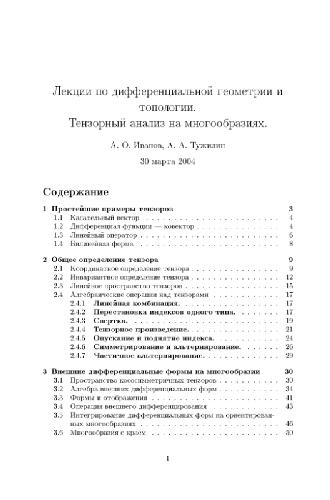 Лекции по дифференциальной геометрии и
топологии.
Тензорный анализ на многообразиях.
А. О. Иванов, А. А. Тужилин
30 марта 2004
Содержание
1 Простейшие примеры тензоров 3
1.1 Касательный вектор . . . . . . . . . . . . . . . . . . . . . . 4
1.2 Дифференциал функции — ковектор . . . . . . . . . . . . . 4
1.3 Линейный оператор . . . . . . . . . . . . . . . . . . . . . . 6
1.4 Билинейная форма . . . . . . . . . . . . . . . . . . . . . . . 8
2 Общее определение тензора 9
2.1 Координатное определение тензора . . . . . . . . . . . . . . 9
2.2 Инвариантное определение тензора . . . . . . . . . . . . . . 12
2.3 Линейное пространство тензоров . . . . . . . . . . . . . . . 15
2.4 Алгебраические операции над тензорами . . . . . . . . . . . 17
2.4.1 Линейная комбинация. . . . . . . . . . . . . . . . . 17
2.4.2 Перестановка индексов одного типа. . . . . . . . . 17
2.4.3 Свертка. . . . . . . . . . . . . . . . . . . . . . . . . 19
2.4.4 Тензорное произведение. . . . . . . . . . . . . . . . 21
2.4.5 Опускание и поднятие индекса. . . . . . . . . . . . 24
2.4.6 Симметрирование и альтернирование. . . . . . . . 26
2.4.7 Частичное альтернирование. . . . . . . . . . . . . . 29
3 Внешние дифференциальные формы на многообразии 30
3.1 Пространство кососимметричных тензоров . . . . . . . . . . 30
3.2 Алгебра внешних дифференциальных форм . . . . . . . . . . 34
3.3 Формы и отображения . . . . . . . . . . . . . . . . . . . . . 41
3.4 Операция внешнего дифференцирования . . . . . . . . . . . 43
3.5 Интегрирование дифференциальных форм на ориентирован-
ных многообразиях . . . . . . . . . . . . . . . . . . . . . . . 46
3.6 Многообразия с краем . . . . . . . . . . . . . . . . . . . . . 50
1